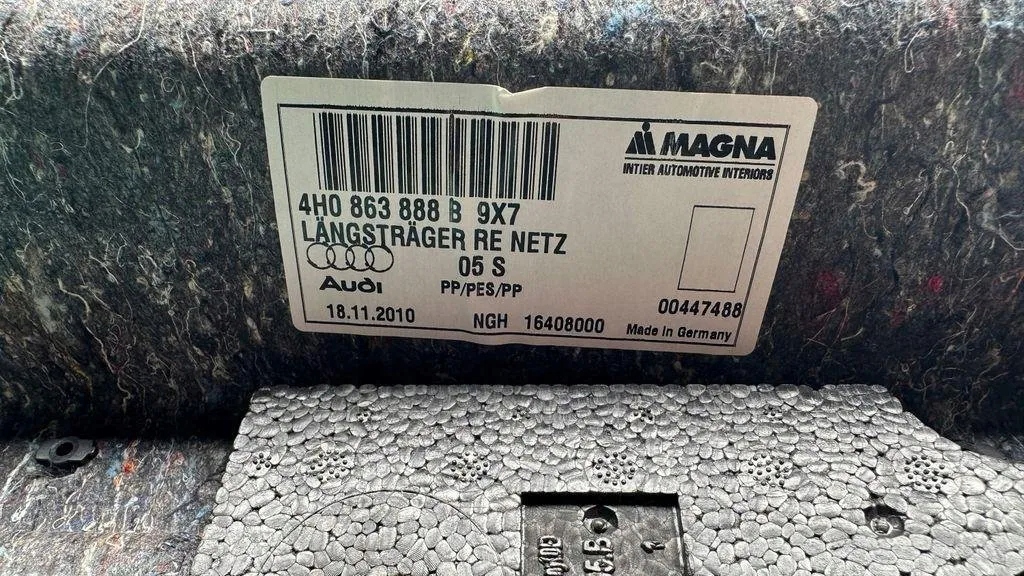 MAGNA
INTIER AUTOMOTIVE INTERIORS
4H0 863 888 B 9X7
LÄNGSTRÄGER RE NETZ
05 S
Audi
PP/PES/PP
18.11.2010
NGH 16408000
00447488
Made in Germany